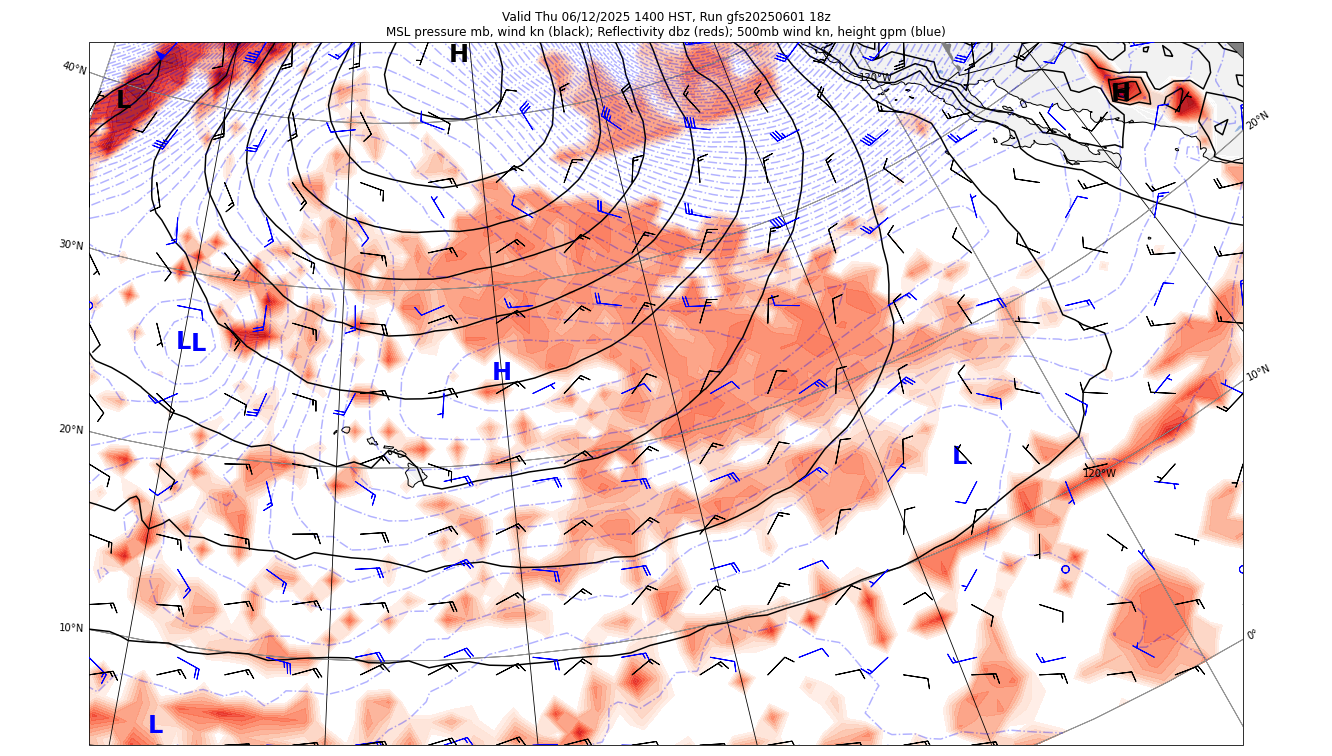 Valid Thu 06/12/2025 1400 HST, Run gfs20250601 18z
MSL pressure mb, wind kn (black); Reflectivity dbz (reds); 500mb wind kn, height gpm (blue)
H
40°N
120°W
L
H
20°N
30°N
LL
H
10°N
20°N
L
120°W
10°N
0°
L